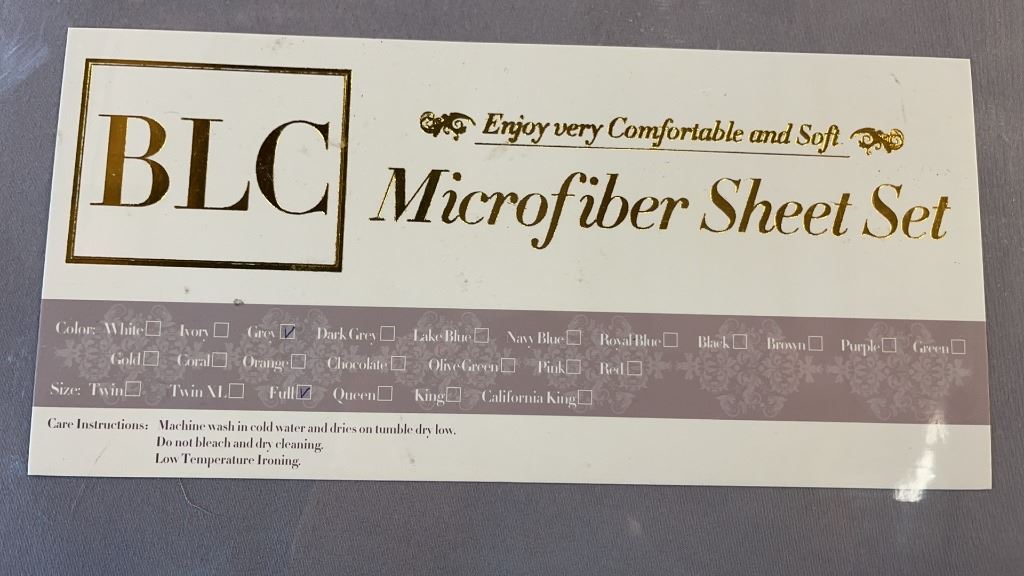 BLC
Enjoy very Comfortable and Soft
Microfiber Sheet Set
Color: White☐ Ivory☐ Grey☑ Dark Grey☐ Lake Blue☐ Navy Blue☐ Royal Blue☐ Black☐ Brown☐ Purple☐ Green☐
Gold☐ Coral☐ Orange☐ Chocolate☐ Olive Green☐ Pink☐ Red☐
Size: Twin☐ Twin XL☐ Full☑ Queen☐ King☐ California King☐
Care Instructions: Machine wash in cold water and dries on tumble dry low.
Do not bleach and dry cleaning.
Low Temperature Ironing.